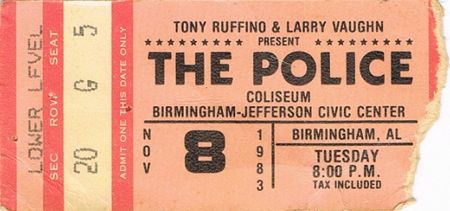 LOWER LEVEL
SEC ROW SEAT
20 G 5
ADMIT ONE THIS DATE ONLY
TONY RUFFINO & LARRY VAUGHN
PRESENT
THE POLICE
COLISEUM
BIRMINGHAM-JEFFERSON CIVIC CENTER
NOV
8
1983
BIRMINGHAM, AL
TUESDAY
8:00 P.M.
TAX INCLUDED